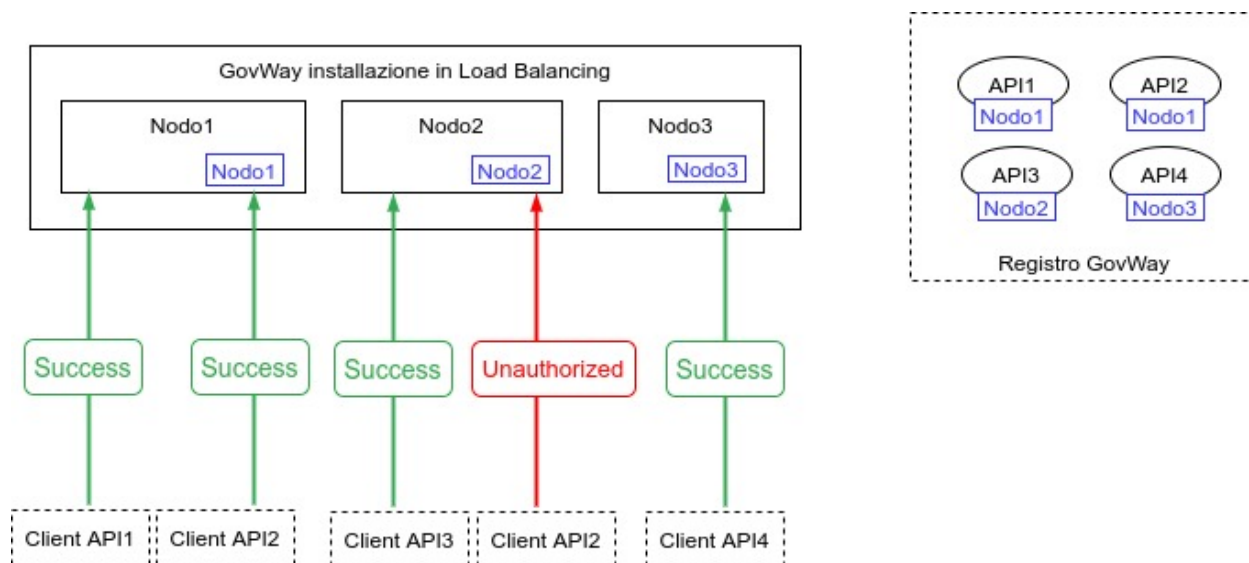 GovWay installazione in Load Balancing
Nodo1
Nodo2
Nodo3
Nodo1
Nodo2
Nodo3
API1
API2
Nodo1
Nodo1
API3
API4
Nodo2
Nodo3
Registro GovWay
Success
Success
Success
Unauthorized
Success
Client API1
Client API2
Client API3
Client API2
Client API4